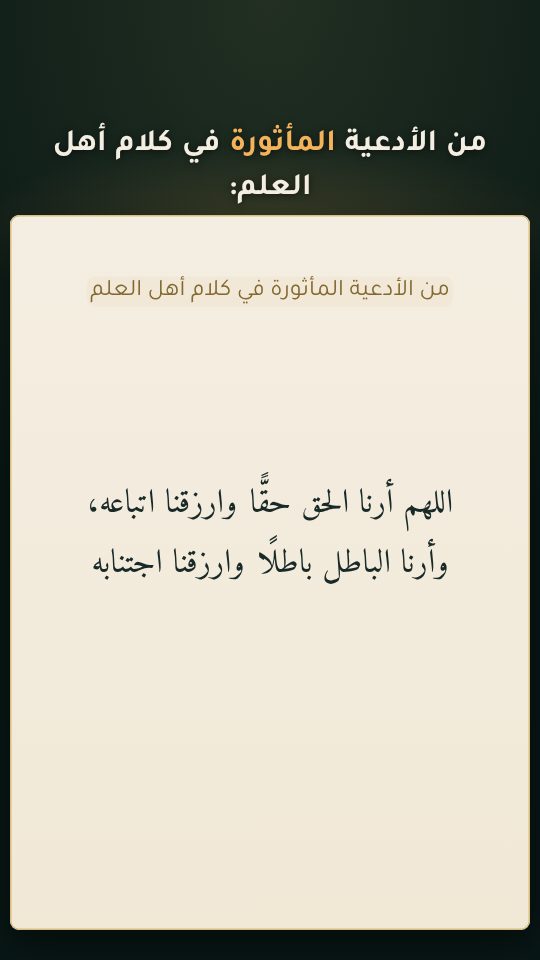 من الأدعية المأثورة في كلام أهل
العلم:
من الأدعية المأثورة في كلام أهل العلم
اللهم أرنا الحق حقًّا وارزقنا اتباعه،
وأرنا الباطل باطلًا وارزقنا اجتنابه